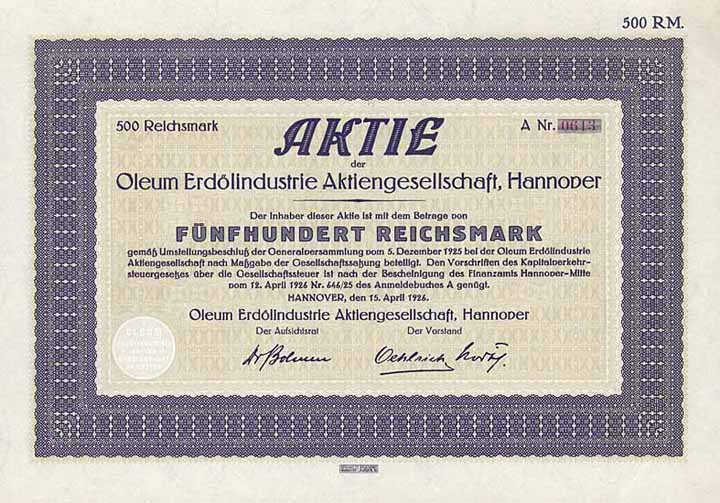 500 RM.
500 Reichsmark
AKTIE
A Nr. 0613
der
Oleum Erdölindustrie Aktiengesellschaft, Hannover
Der Inhaber dieser Aktie ist mit dem Betrage von
FÜNFHUNDERT REICHSMARK
gemäß Umstellungsbeschluß der Generalversammlung vom 5. Dezember 1925 bei der Oleum Erdölindustrie
Aktiengesellschaft nach Maßgabe der Gesellschaftssatzung beteiligt. Den Vorschriften des Kapitalverkehr-
steuergesetzes über die Gesellschaftssteuer ist nach der Bescheinigung des Finanzamts Hannover-Mitte
vom 12. April 1926 Nr. 646/25 des Anmeldebuches A genügt.
HANNOVER, den 15. April 1926.
Oleum Erdölindustrie Aktiengesellschaft, Hannover
Der Aufsichtsrat
Der Vorstand
OLEUM